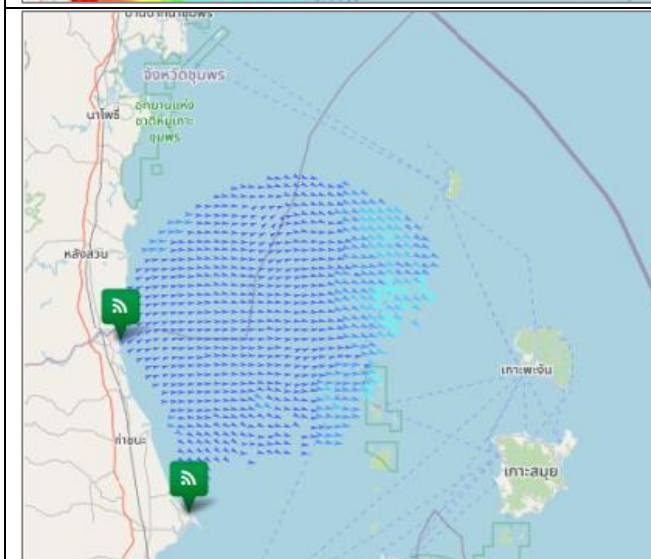 จังหวัดชุมพร
นาโพธิ์
อุทยานแห่ง
ชาติหมู่เกาะ
ชุมพร
หลังสวน
เกาะพะงัน
ท่าชนะ
เกาะสมุย